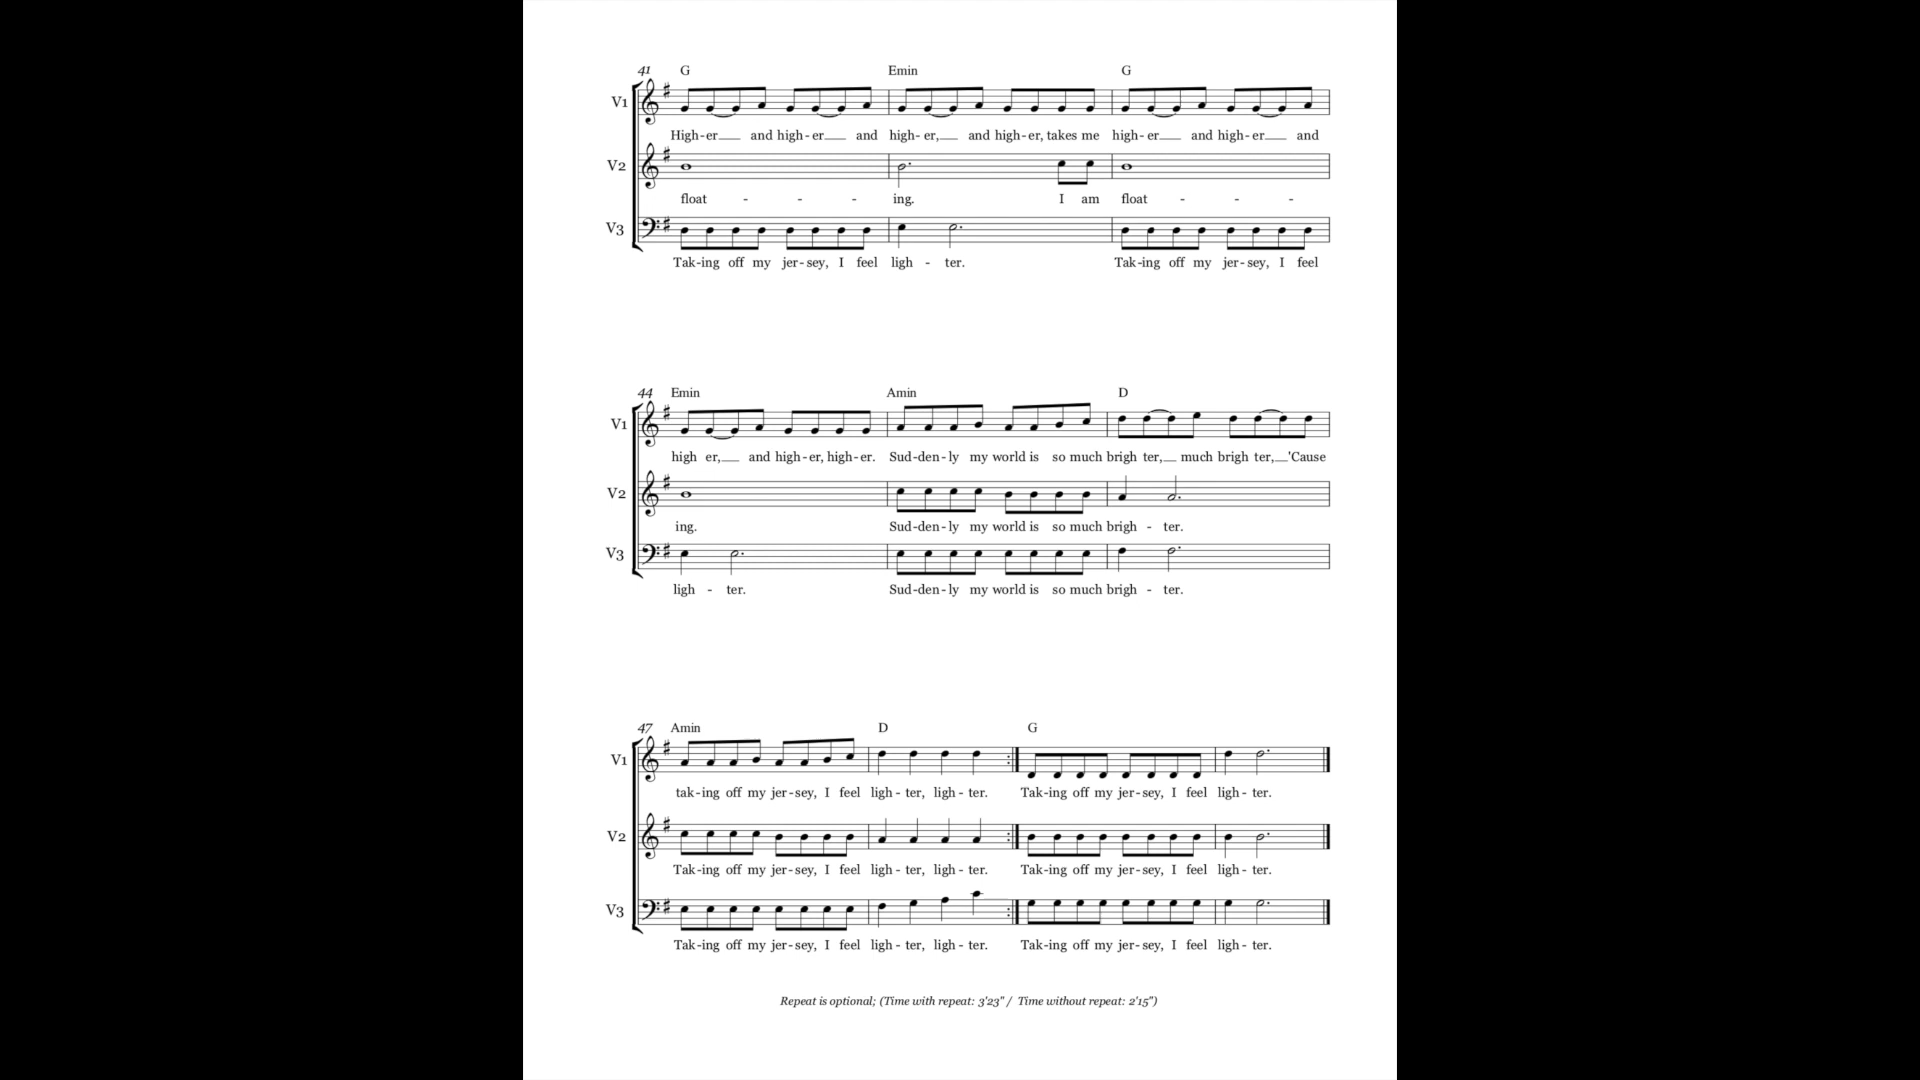 41 G Emin G
V1
High-er__ and high-er__ and high- er,__ and high-er, takes me high- er__ and high-er__ and
V2
float - - - ing. I am float - - -
V3
Tak-ing off my jer-sey, I feel ligh - ter. Tak-ing off my jer-sey, I feel
44 Emin Amin D
V1
high er,__ and high-er, high-er. Sud-den-ly my world is so much brigh ter,__ much brigh ter,__'Cause
V2
ing. Sud-den-ly my world is so much brigh - ter.
V3
ligh - ter. Sud-den-ly my world is so much brigh - ter.
47 Amin D G
V1
tak-ing off my jer-sey, I feel ligh- ter, ligh- ter. Tak-ing off my jer-sey, I feel ligh- ter.
V2
Tak-ing off my jer-sey, I feel ligh- ter, ligh- ter. Tak-ing off my jer-sey, I feel ligh- ter.
V3
Tak-ing off my jer-sey, I feel ligh- ter, ligh- ter. Tak-ing off my jer-sey, I feel ligh- ter.
Repeat is optional; (Time with repeat: 3'23" / Time without repeat: 2'15")